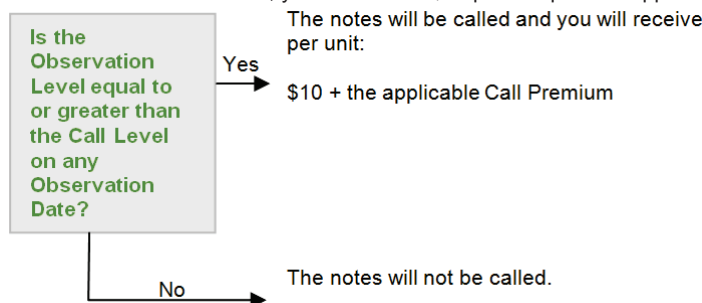 The notes will be called and you will receive
per unit:
$10 + the applicable Call Premium
Is the
Observation
Level equal to
or greater than
the Call Level
on any
Observation
Date?
Yes
No
The notes will not be called.